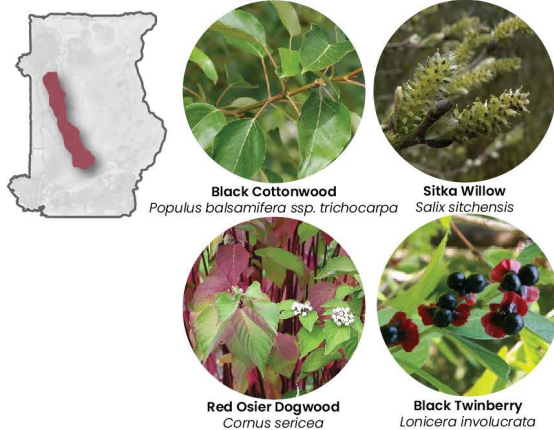 Black Cottonwood
Populus balsamifera ssp. trichocarpa
Sitka Willow
Salix sitchensis
Red Osier Dogwood
Cornus sericea
Black Twinberry
Lonicera involucrata